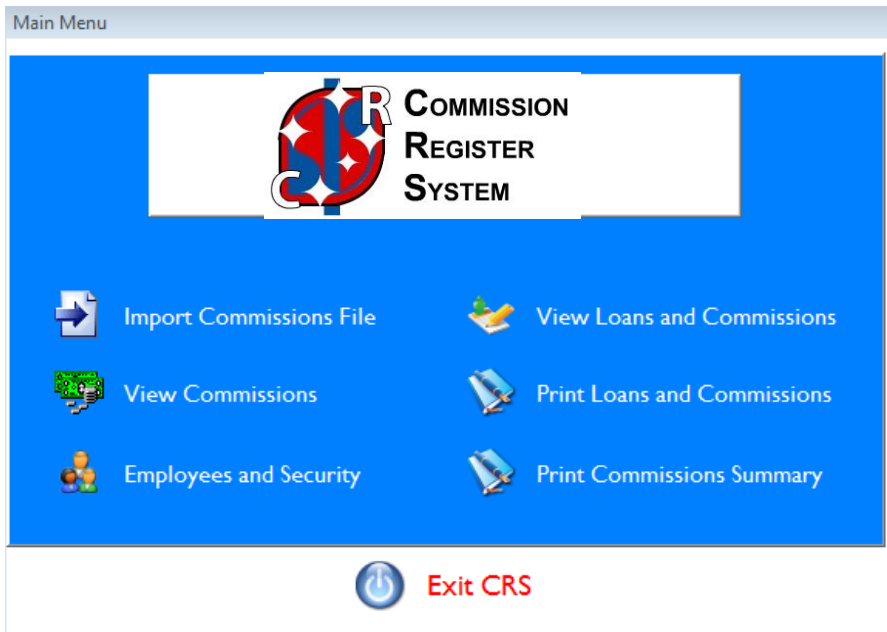 Main Menu
R
C
COMMISSION
REGISTER
SYSTEM
Import Commissions File
View Loans and Commissions
View Commissions
Print Loans and Commissions
Employees and Security
Print Commissions Summary
Exit CRS